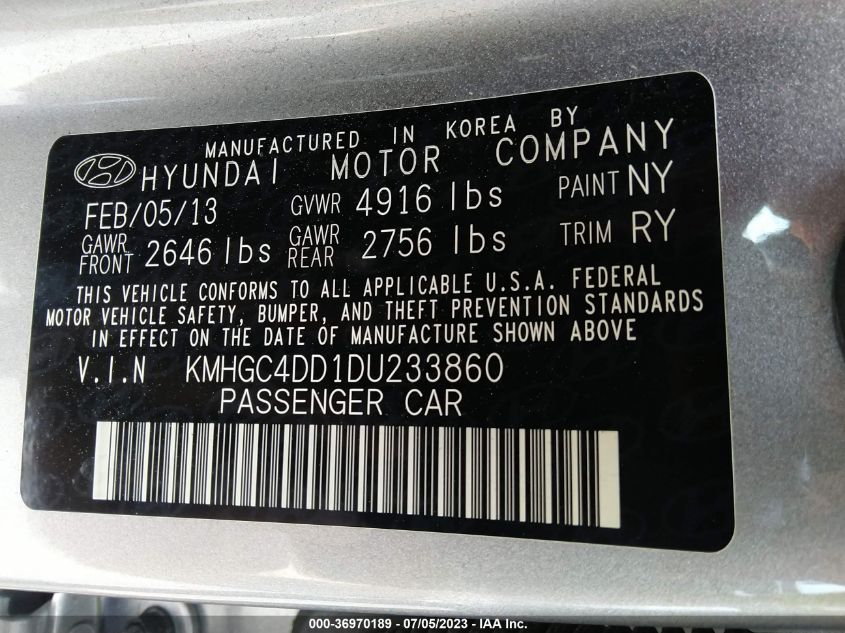 MANUFACTURED IN KOREA BY
HYUNDAI MOTOR COMPANY
FEB/05/13 GVWR 4916 lbs PAINT NY
GAWR FRONT 2646 lbs GAWR REAR 2756 lbs TRIM RY
THIS VEHICLE CONFORMS TO ALL APPLICABLE U.S.A. FEDERAL
MOTOR VEHICLE SAFETY, BUMPER, AND THEFT PREVENTION STANDARDS
IN EFFECT ON THE DATE OF MANUFACTURE SHOWN ABOVE
V.I.N KMHGC4DD1DU233860
PASSENGER CAR
000-36970189 - 07/05/2023 - IAA Inc.